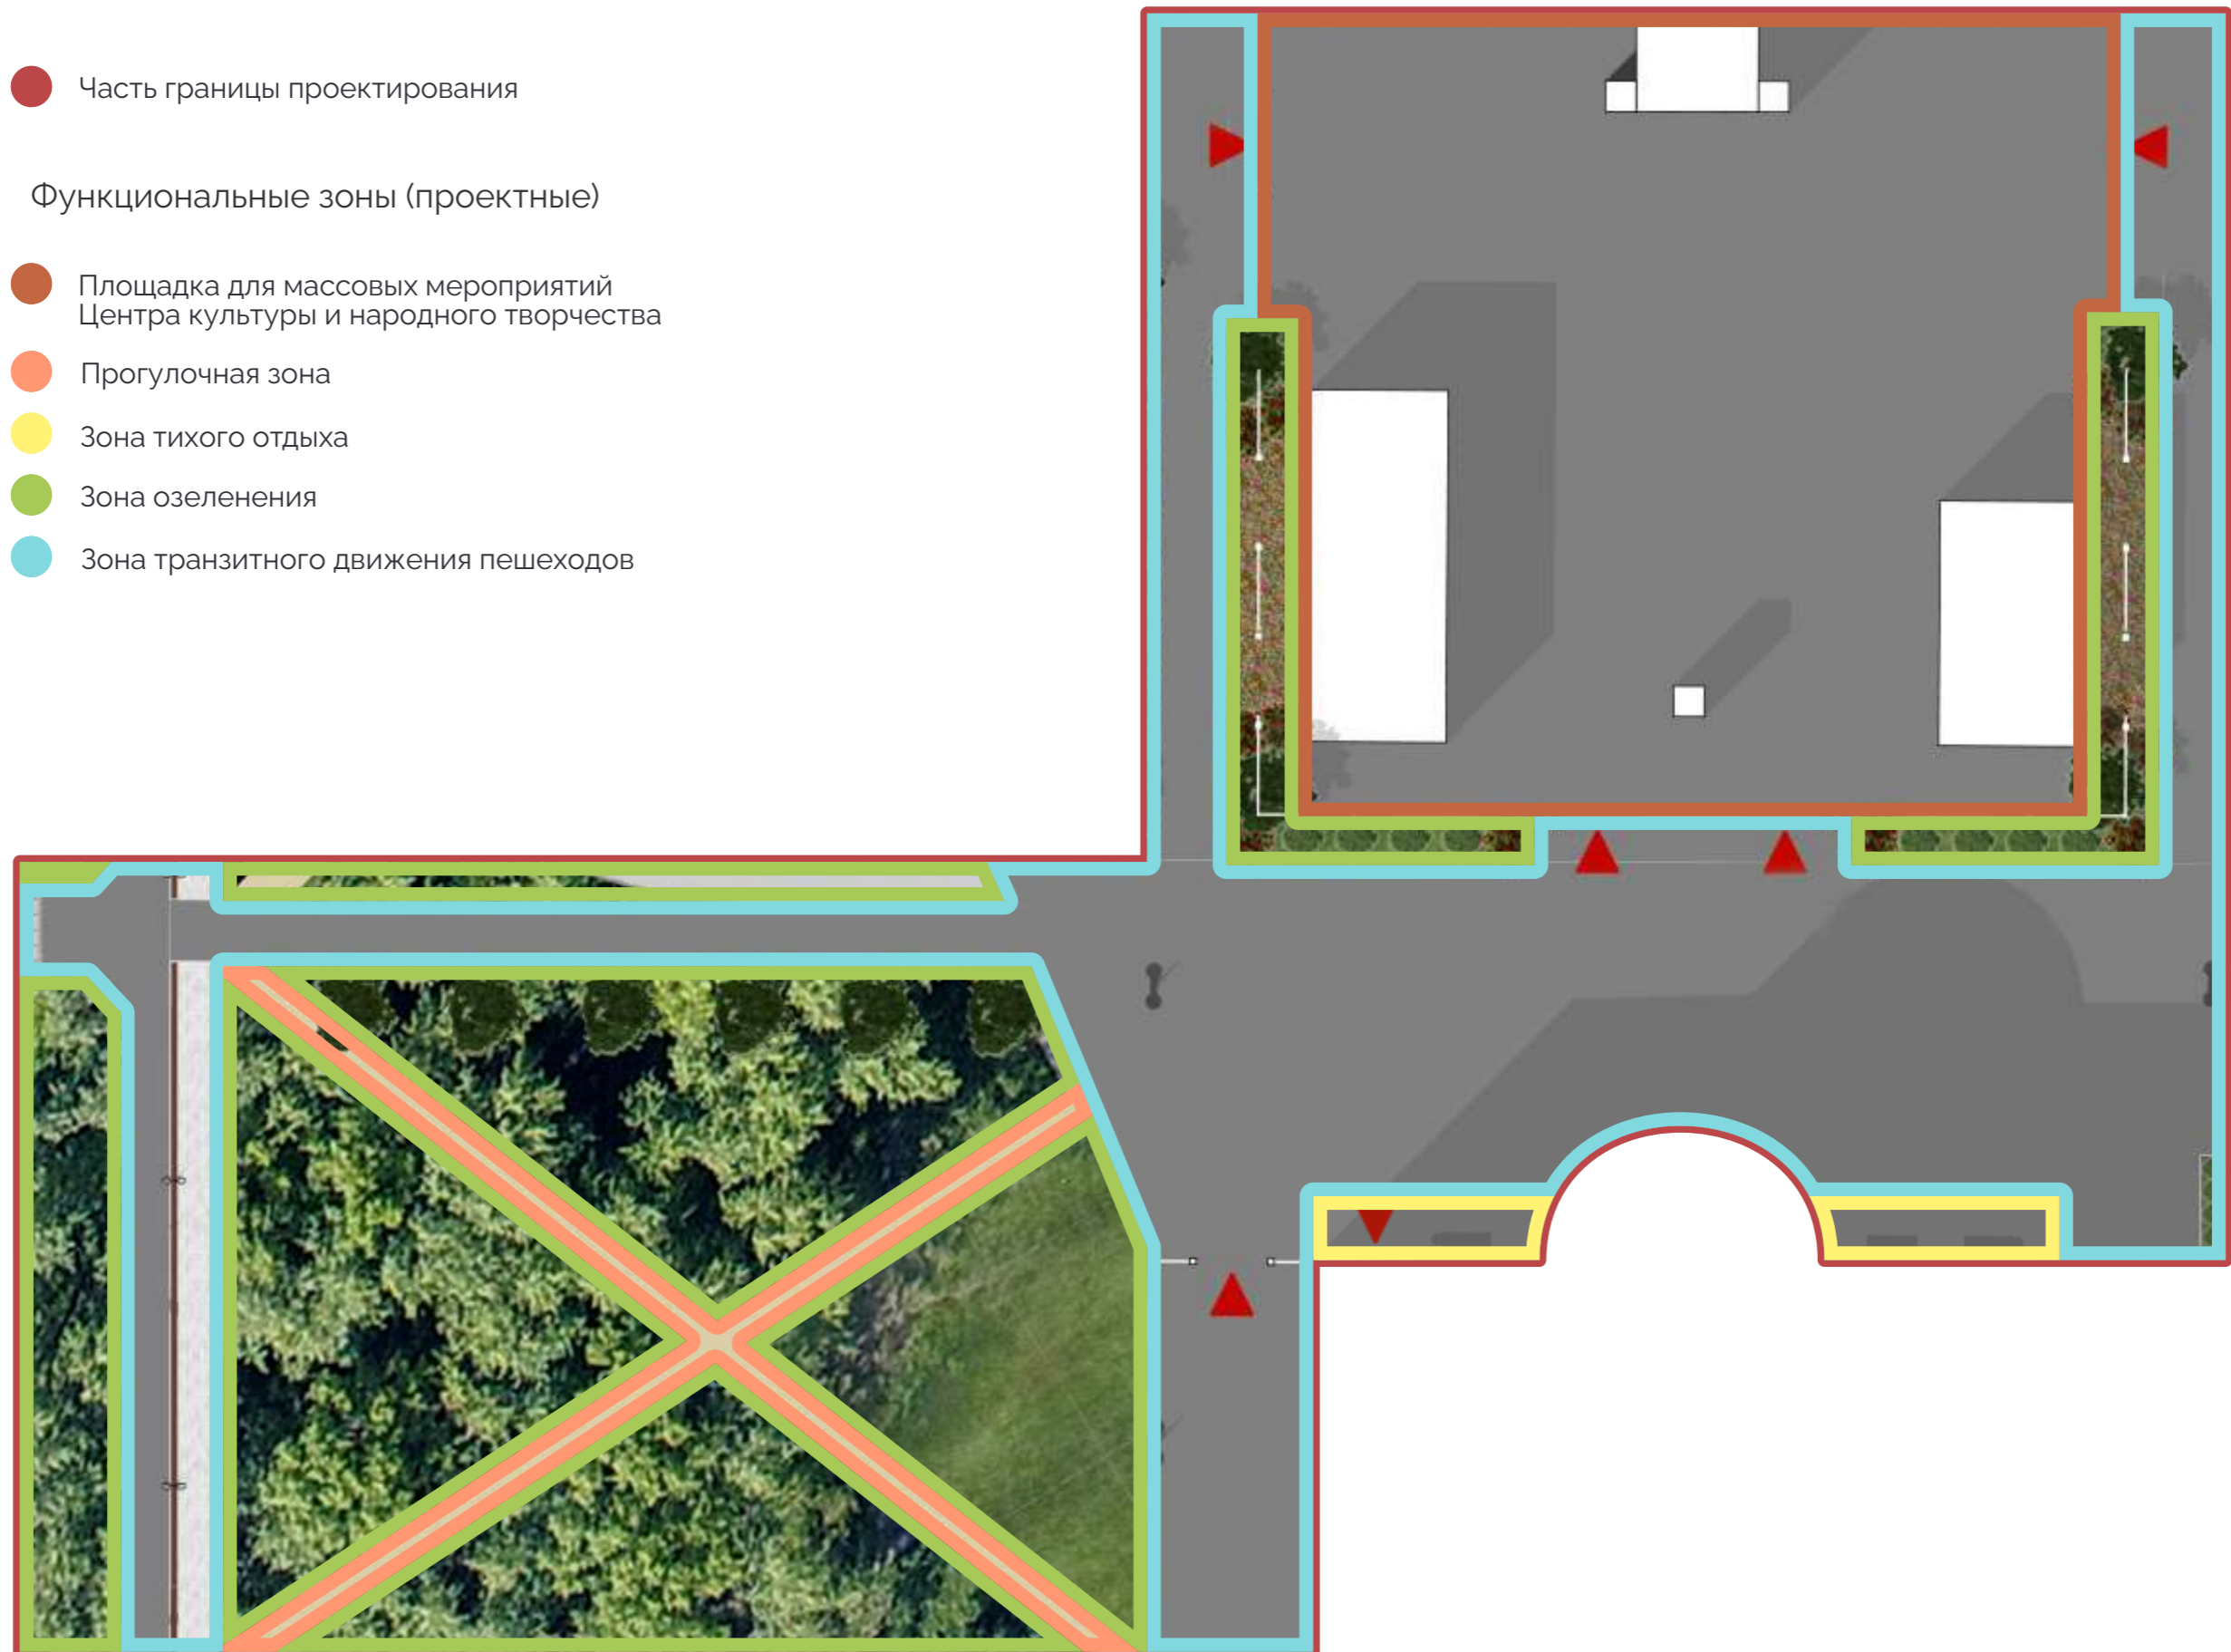 Часть границы проектирования
Функциональные зоны (проектные)
Площадка для массовых мероприятий
Центра культуры и народного творчества
Прогулочная зона
Зона тихого отдыха
Зона озеленения
Зона транзитного движения пешеходов